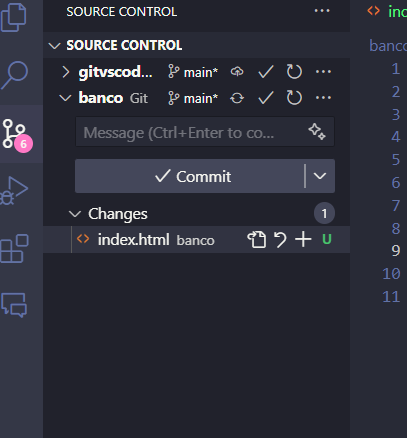 SOURCE CONTROL ...
<> ind
SOURCE CONTROL
gitvscod... main* ...
banco Git main* ...
banco
Message (Ctrl+Enter to co...
Commit
Changes 1
<> index.html banco U
6
1
2
3
4
5
6
7
8
9
10
11